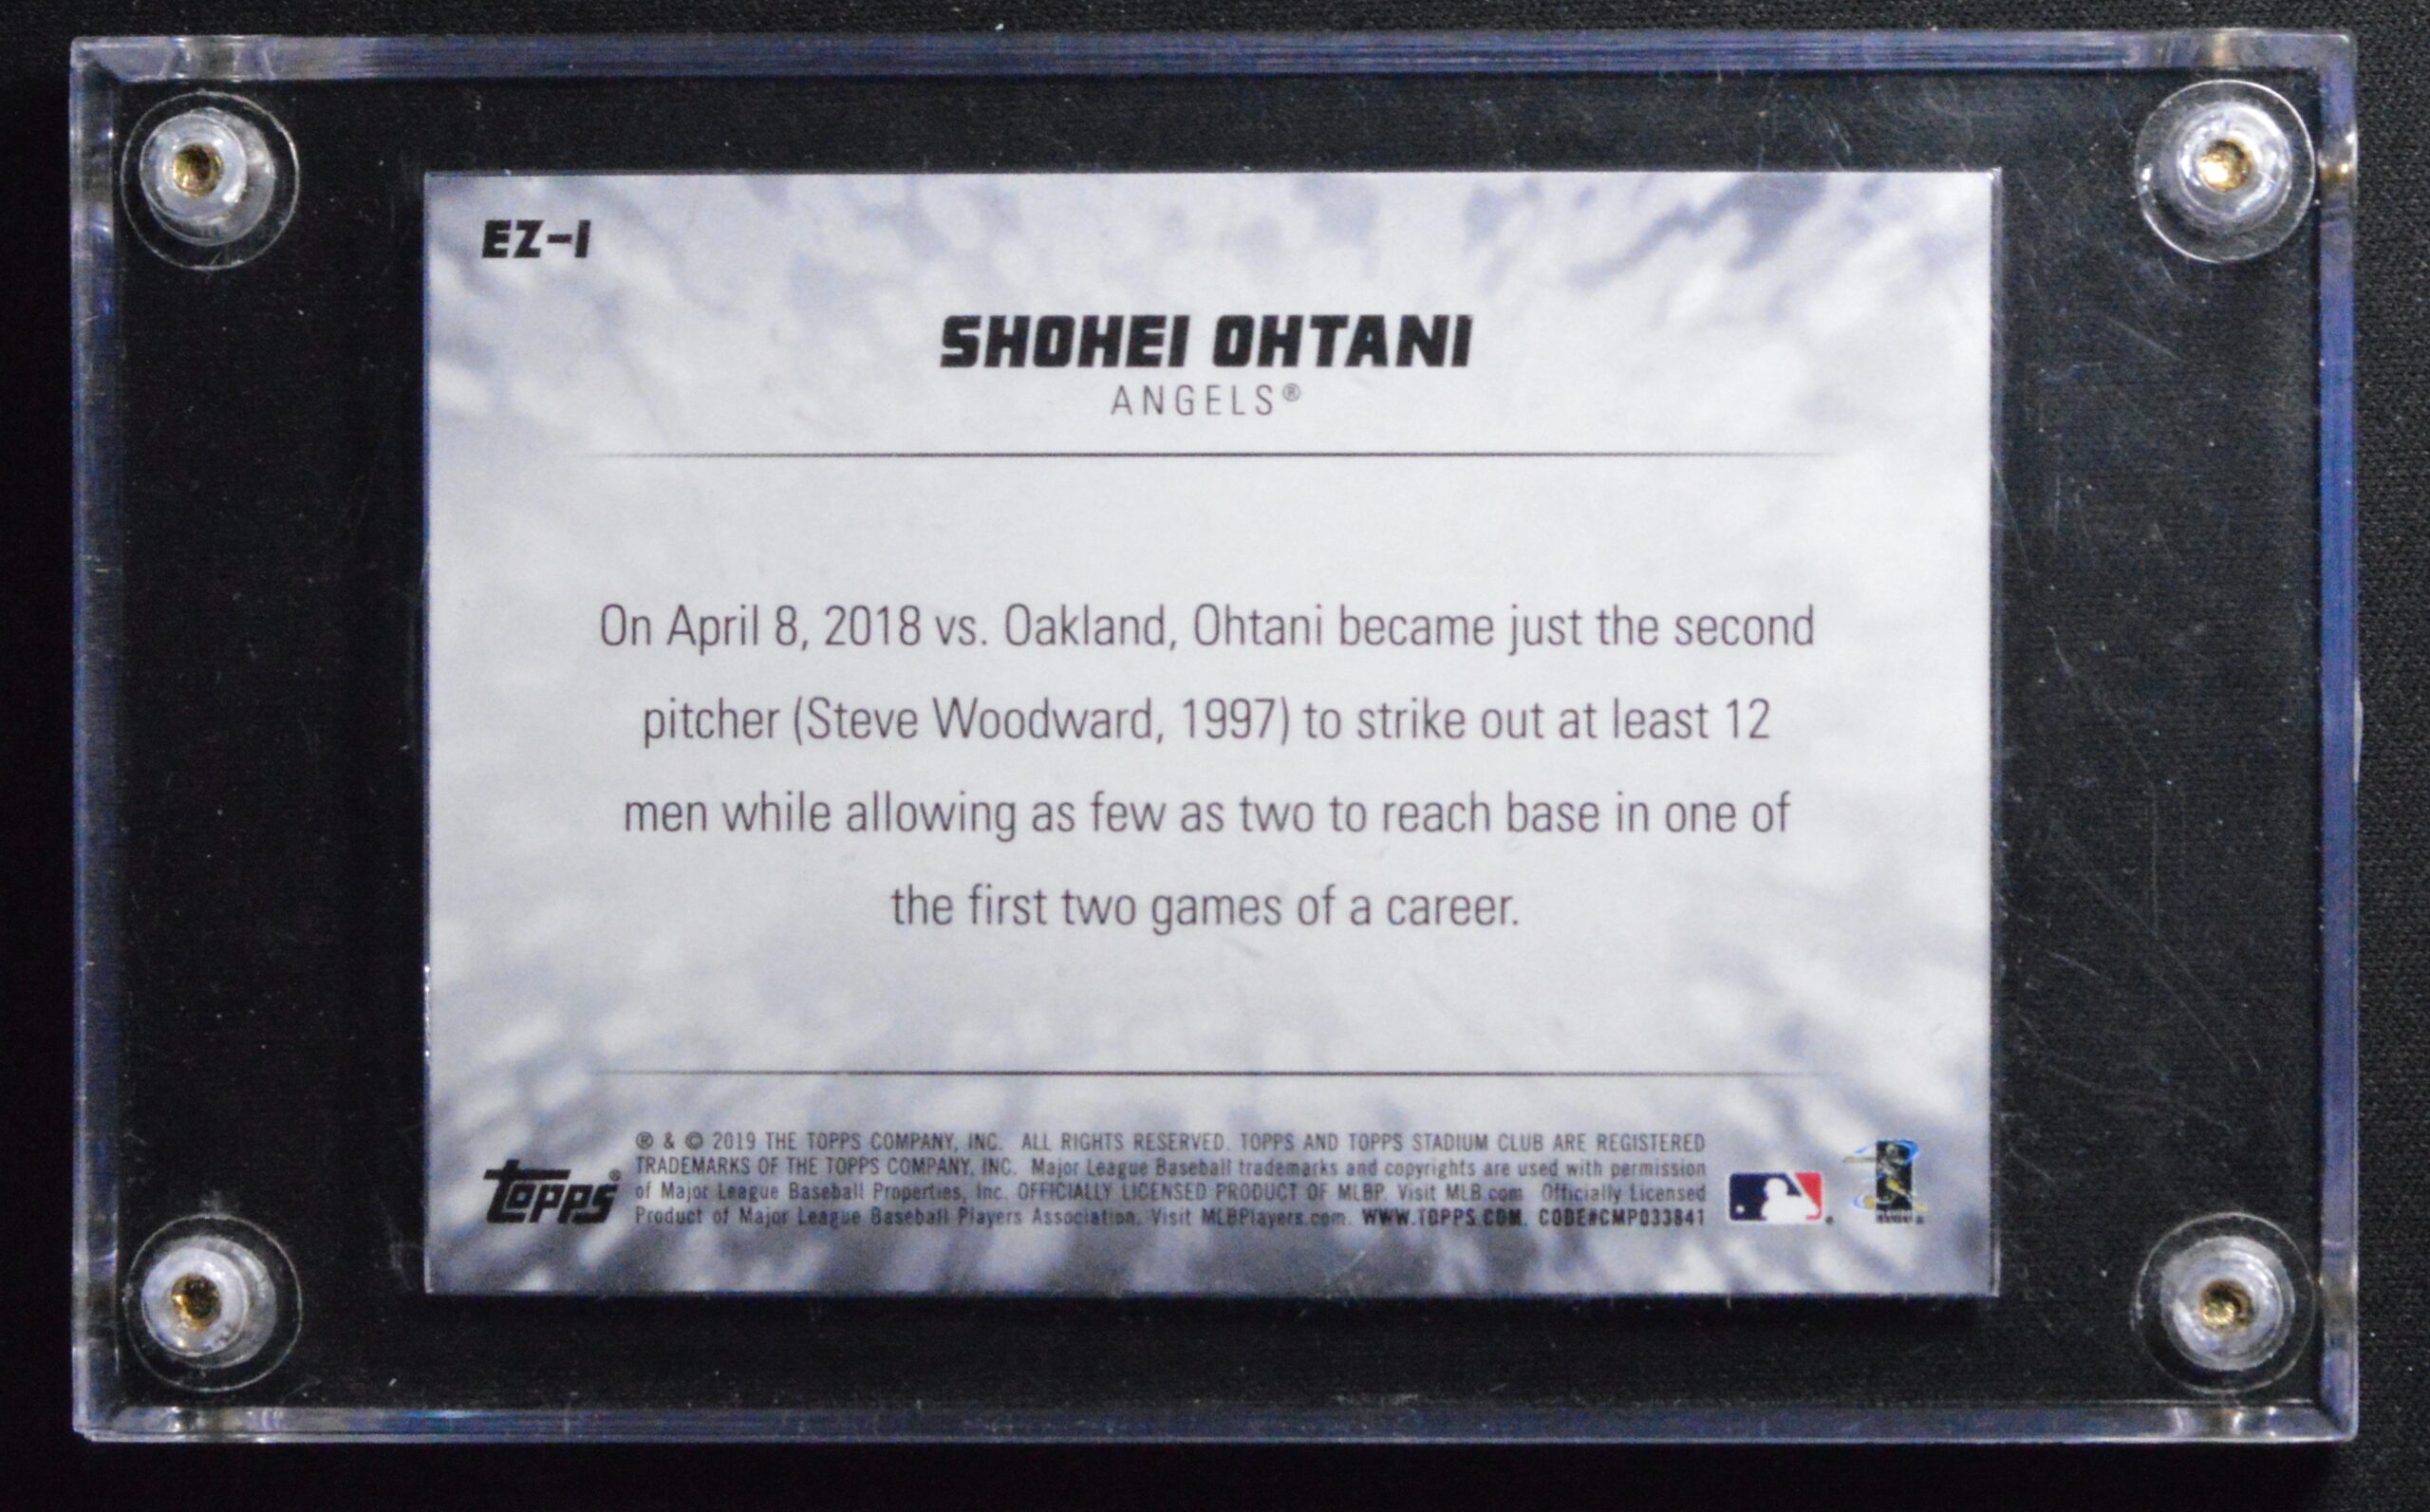 EZ-1
SHOHEI OHTANI
ANGELS®
On April 8, 2018 vs. Oakland, Ohtani became just the second
pitcher (Steve Woodward, 1997) to strike out at least 12
men while allowing as few as two to reach base in one of
the first two games of a career.
® & © 2019 THE TOPPS COMPANY, INC. ALL RIGHTS RESERVED. TOPPS AND TOPPS STADIUM CLUB ARE REGISTERED
TRADEMARKS OF THE TOPPS COMPANY, INC. Major League Baseball trademarks and copyrights are used with permission
of Major League Baseball Properties, Inc. OFFICIALLY LICENSED PRODUCT OF MLBP. Visit MLB.com Officially Licensed
Product of Major League Baseball Players Association. Visit MLBPlayers.com. WWW.TOPPS.COM. CODE#CMP033841
Topps®